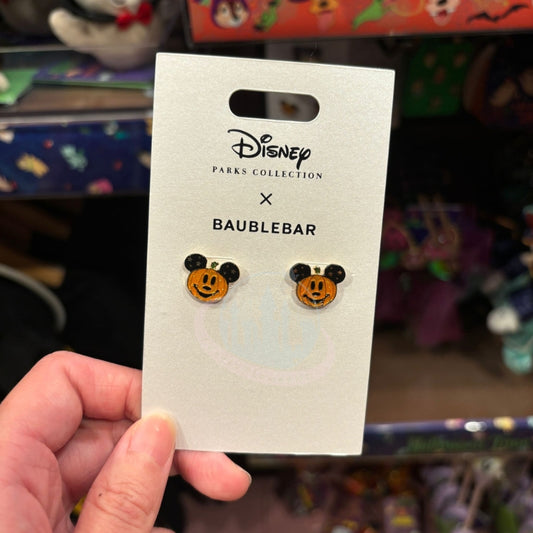 Disney
PARKS COLLECTION
×
BAUBLEBAR